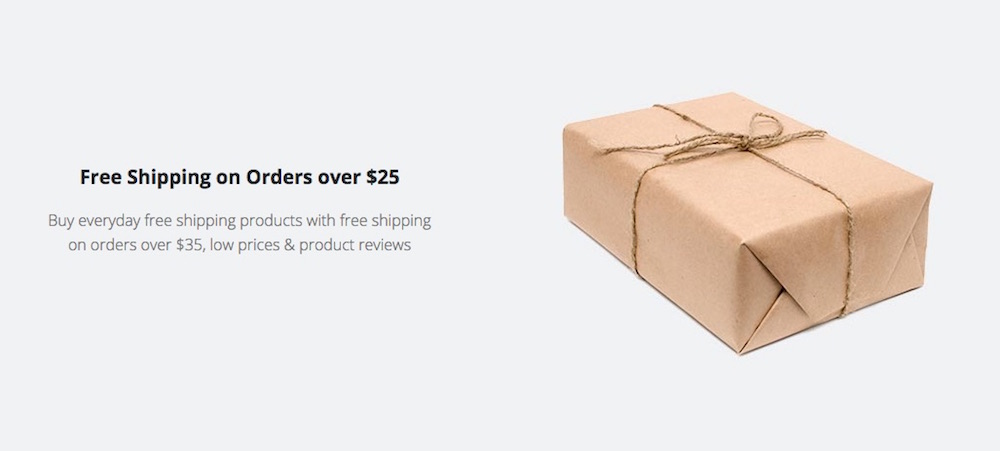 Free Shipping on Orders over $25
Buy everyday free shipping products with free shipping
on orders over $35, low prices & product reviews